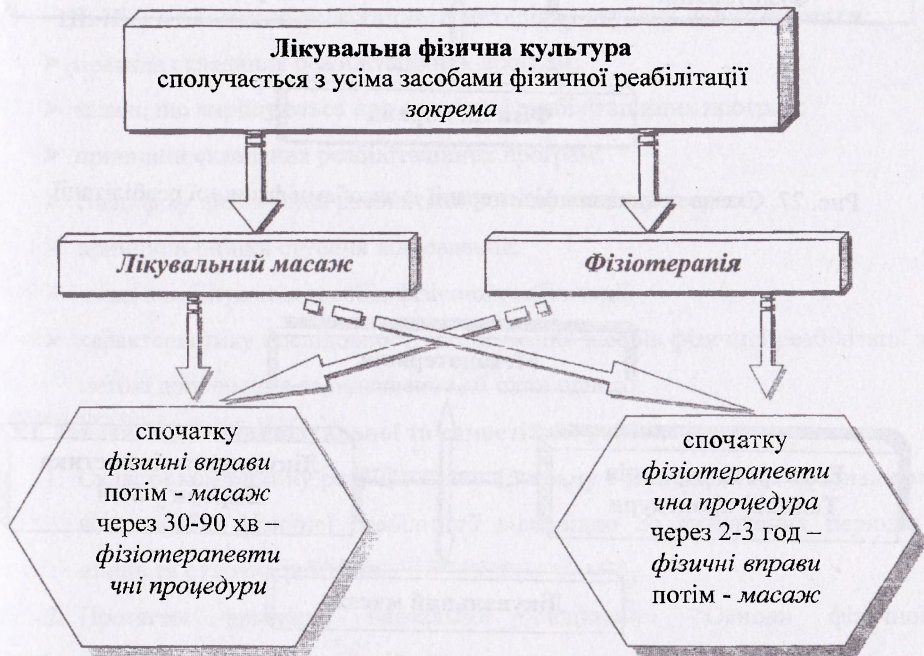 Лікувальна фізична культура
сполучається з усіма засобами фізичної реабілітації
зокрема
Лікувальний масаж
Фізіотерапія
спочатку
фізичні вправи
потім - масаж
через 30-90 хв –
фізіотерапевти
чні процедури
спочатку
фізіотерапевти
чна процедура
через 2-3 год –
фізичні вправи
потім - масаж